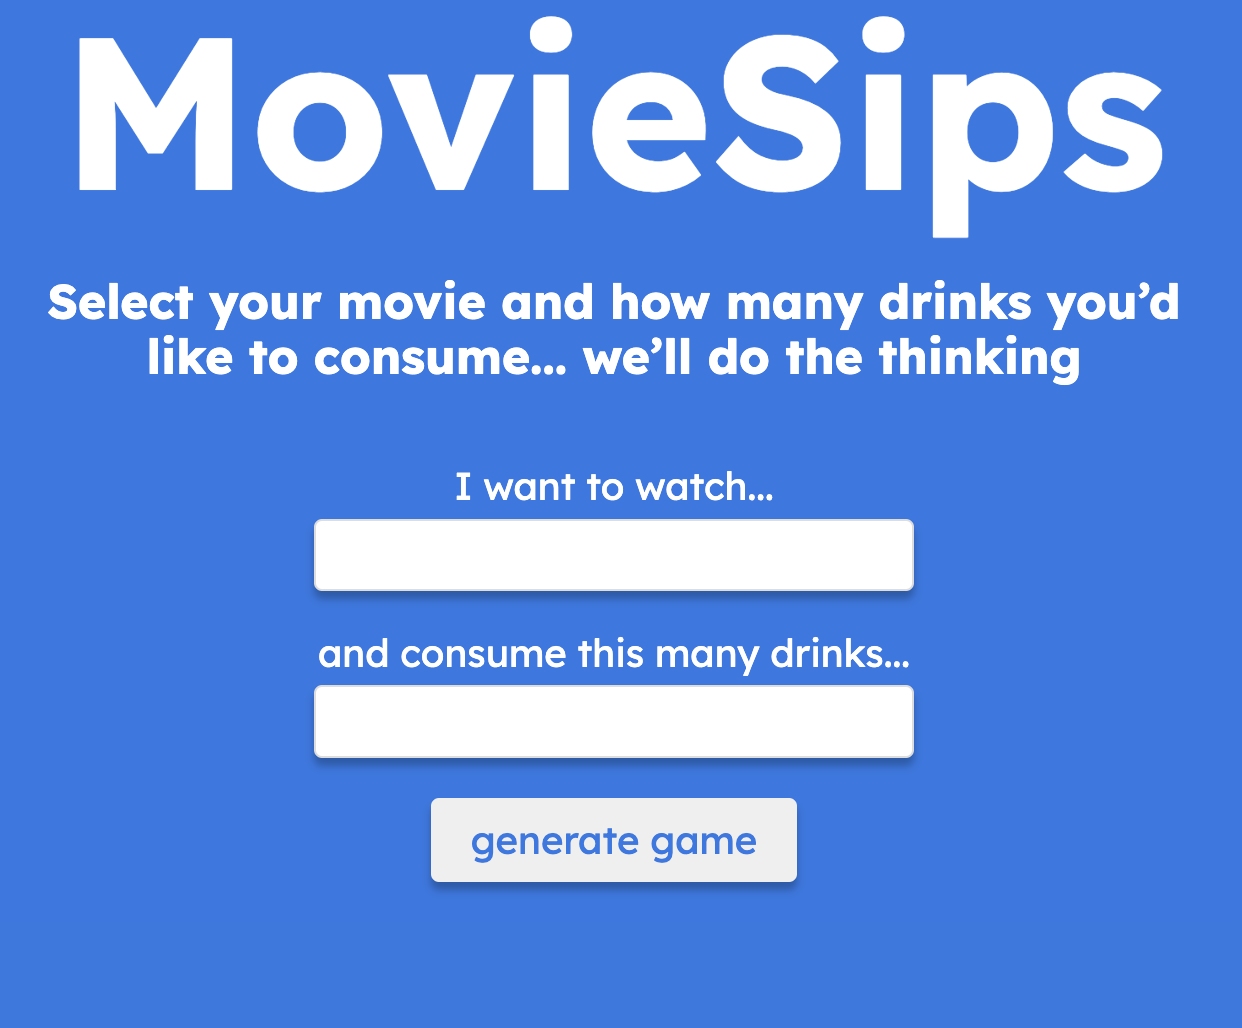 MovieSips
Select your movie and how many drinks you’d
like to consume... we’ll do the thinking
I want to watch...
and consume this many drinks...
generate game